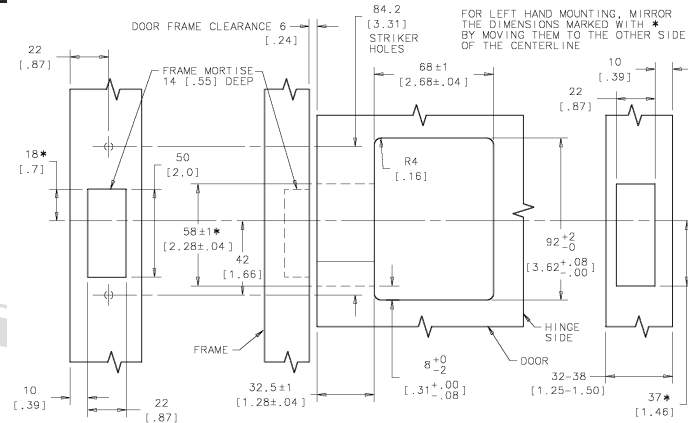 84.2
[3.31]
STRIKER
HOLES
DOOR FRAME CLEARANCE 6
[.24]
FOR LEFT HAND MOUNTING, MIRROR
THE DIMENSIONS MARKED WITH *
BY MOVING THEM TO THE OTHER SIDE
OF THE CENTERLINE
22
[.87]
FRAME MORTISE
14 [.55] DEEP
68±1
[2.68±.04]
10
[.39]
22
[.87]
18*
[.7]
50
[2.0]
R4
[.16]
58±1*
[2.28±.04]
42
[1.66]
92+2
-0
[3.62+.08
-.00]
HINGE
SIDE
FRAME
DOOR
8+0
-2
[.31+.00
-.08]
10
[.39]
22
[.87]
32.5±1
[1.28±.04]
32-38
[1.25-1.50]
37*
[1.46]